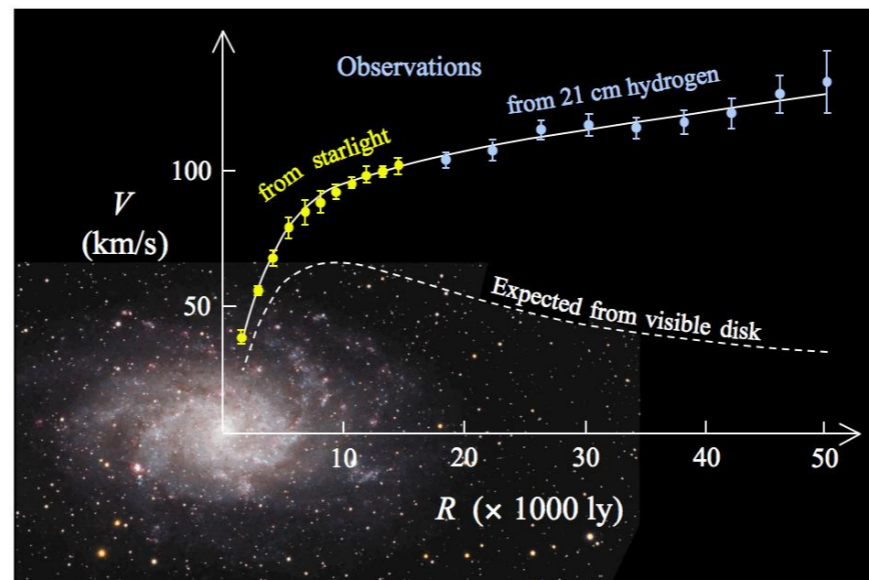 Observations
from 21 cm hydrogen
from starlight
100
V
(km/s)
50
Expected from visible disk
10 20 30 40 50
R (× 1000 ly)